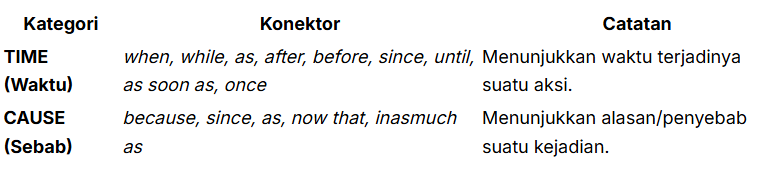 Kategori Konektor Catatan
TIME when, while, as, after, before, since, until, Menunjukkan waktu terjadinya
(Waktu) as soon as, once suatu aksi.
CAUSE because, since, as, now that, inasmuch Menunjukkan alasan/penyebab
(Sebab) as suatu kejadian.